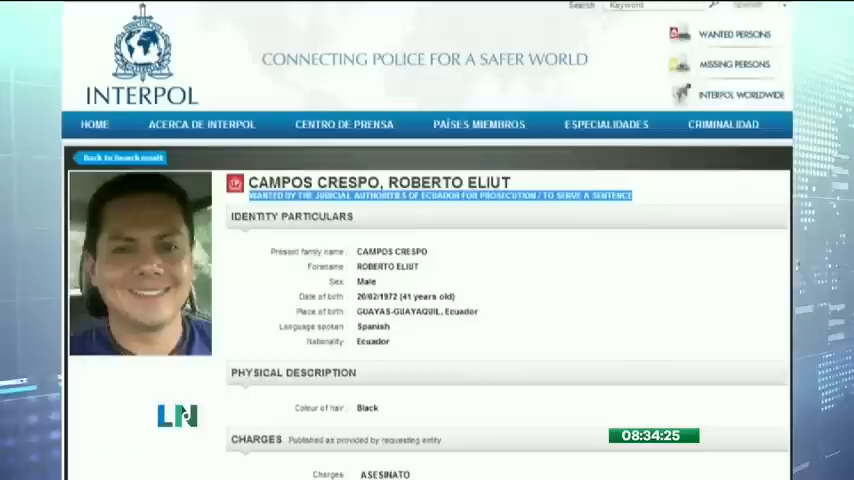 Search Keyword Spanish
WANTED PERSONS
MISSING PERSONS
INTERPOL WORLDWIDE
CONNECTING POLICE FOR A SAFER WORLD
INTERPOL
HOME ACERCA DE INTERPOL CENTRO DE PRENSA PAÍSES MIEMBROS ESPECIALIDADES CRIMINALIDAD
Back to Search result
CAMPOS CRESPO, ROBERTO ELIUT
WANTED BY THE JUDICIAL AUTHORITIES OF ECUADOR FOR PROSECUTION / TO SERVE A SENTENCE
IDENTITY PARTICULARS
Present family name: CAMPOS CRESPO
Forename: ROBERTO ELIUT
Sex: Male
Date of birth: 20/02/1972 (41 years old)
Place of birth: GUAYAS-GUAYAQUIL, Ecuador
Language spoken: Spanish
Nationality: Ecuador
PHYSICAL DESCRIPTION
Colour of hair: Black
LN
CHARGES Published as provided by requesting entity
08:34:25
Charges: ASESINATO